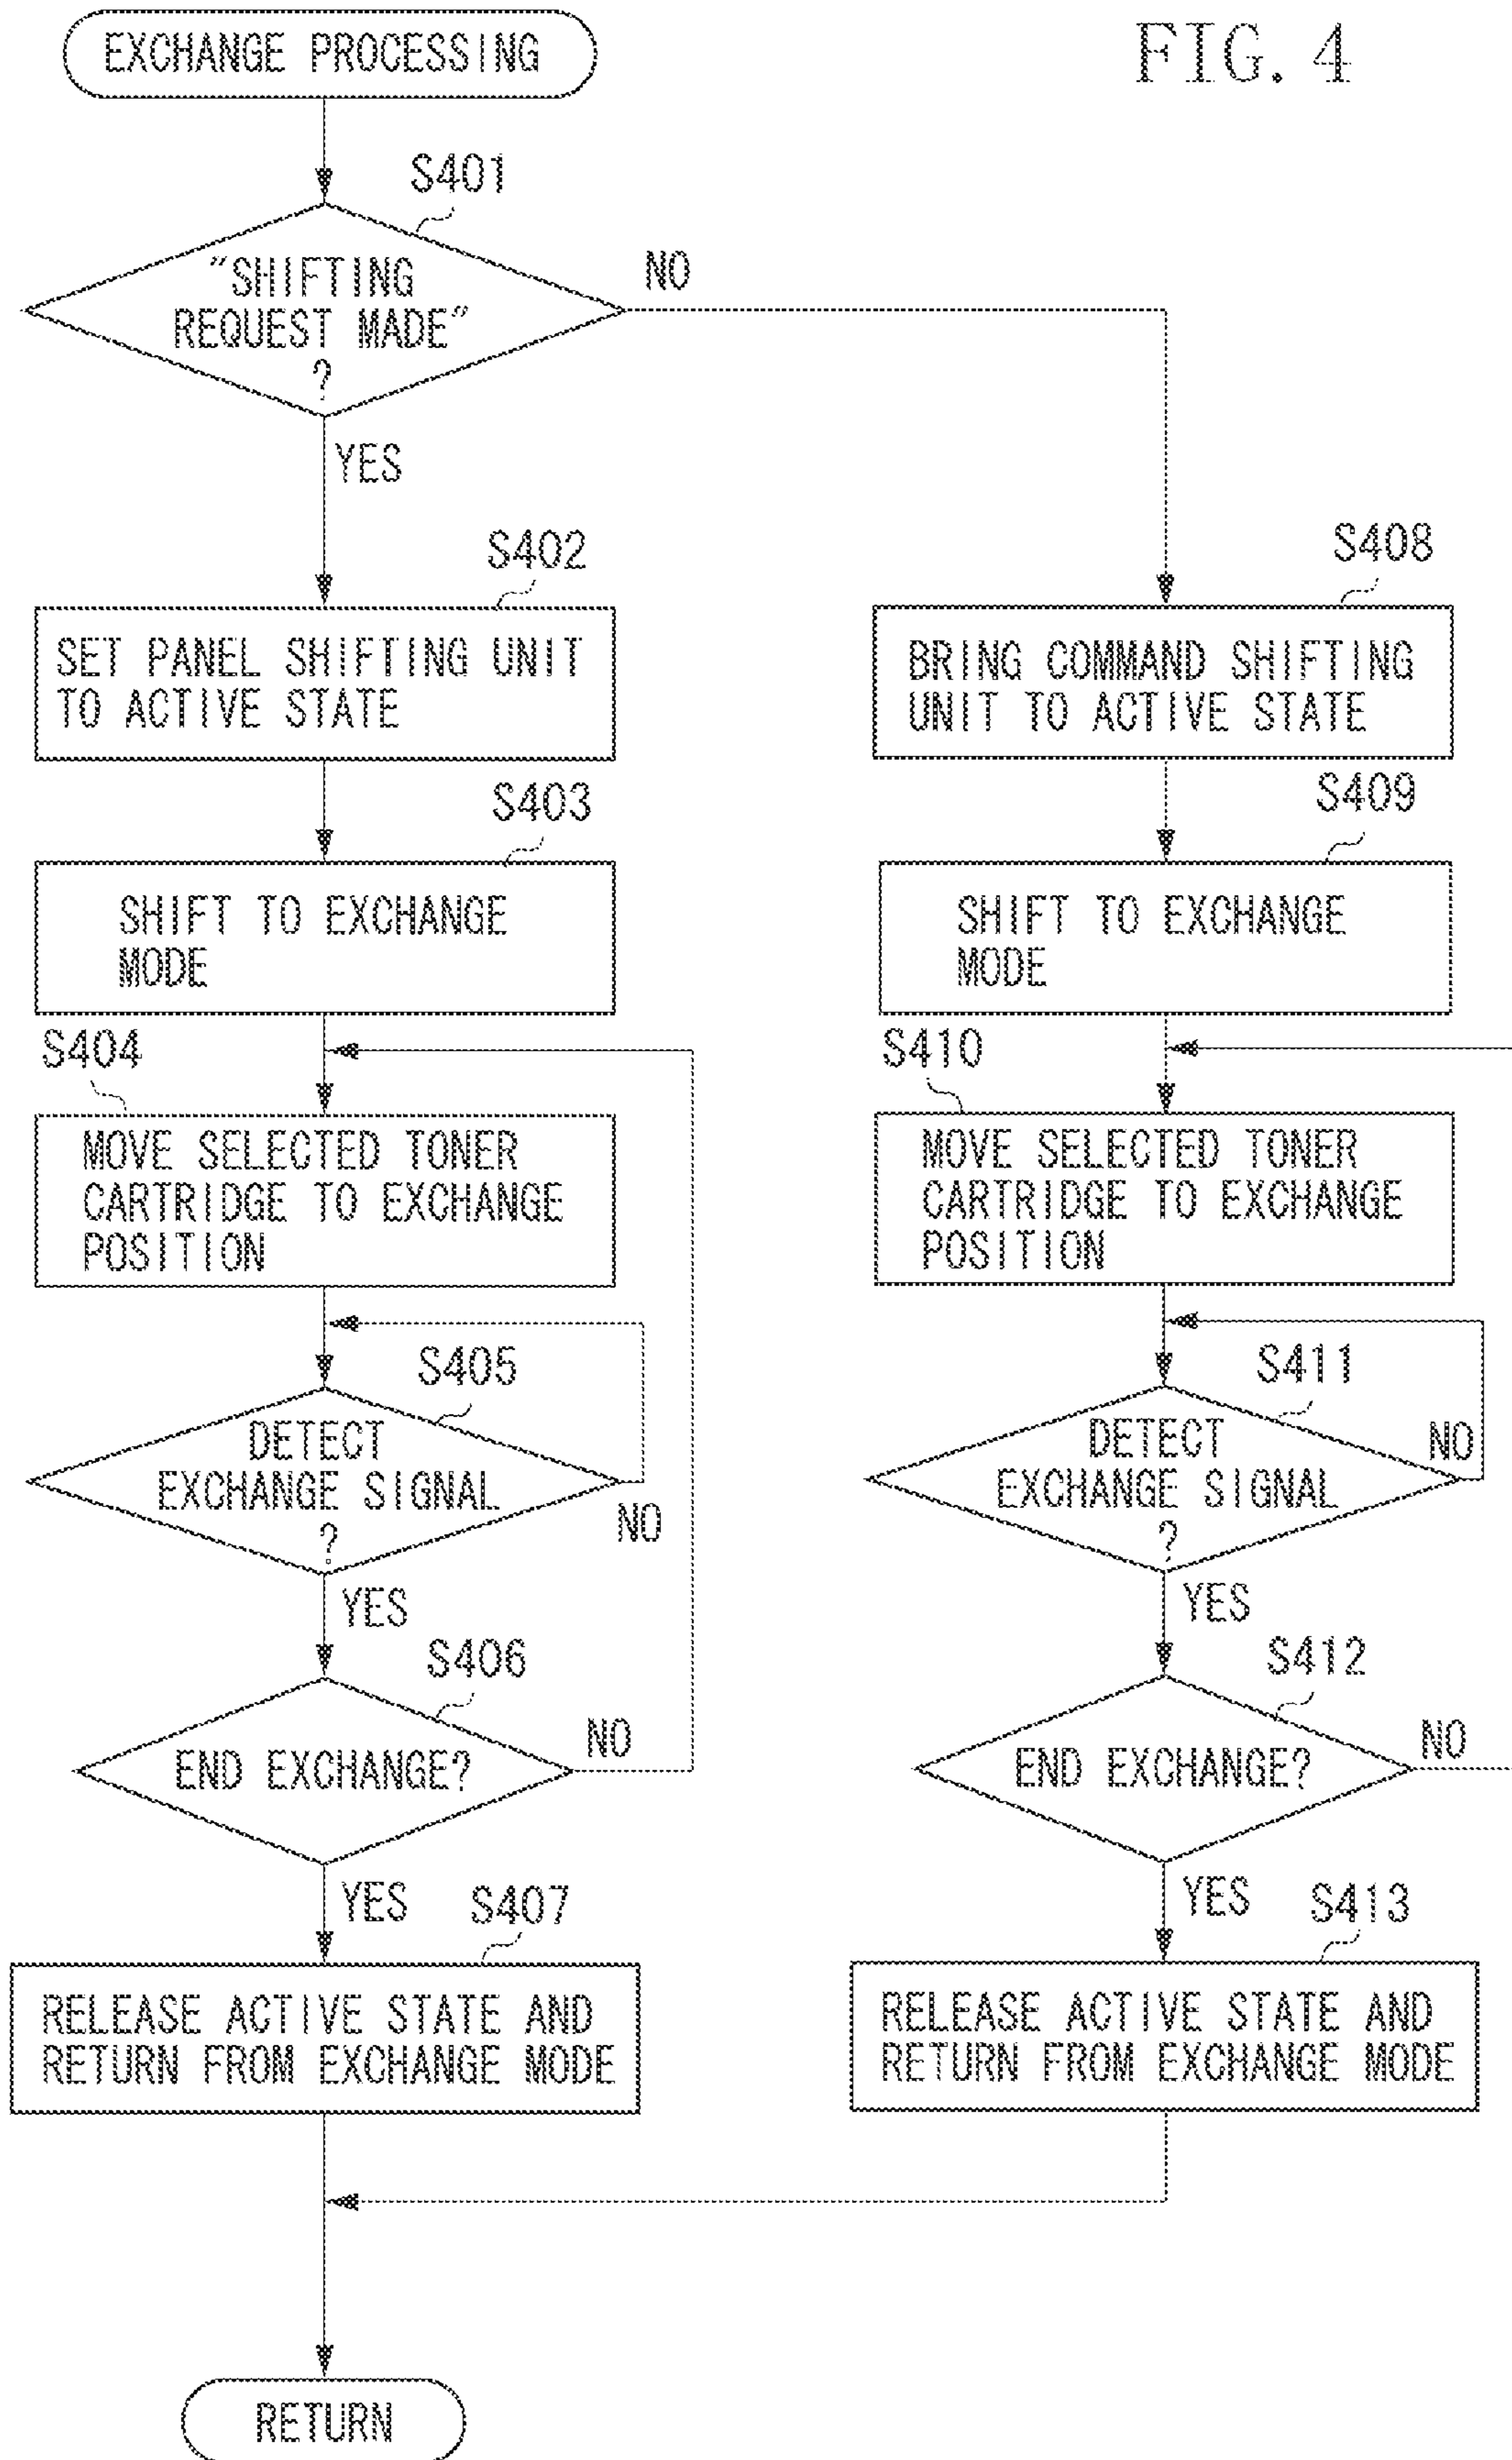 FIG. 4
EXCHANGE PROCESSING
S401
"SHIFTING
REQUEST MADE"
?
NO
YES
S402
SET PANEL SHIFTING UNIT
TO ACTIVE STATE
S403
SHIFT TO EXCHANGE
MODE
S404
MOVE SELECTED TONER
CARTRIDGE TO EXCHANGE
POSITION
S405
DETECT
EXCHANGE SIGNAL
?
NO
YES
S406
END EXCHANGE?
NO
YES
S407
RELEASE ACTIVE STATE AND
RETURN FROM EXCHANGE MODE
S408
BRING COMMAND SHIFTING
UNIT TO ACTIVE STATE
S409
SHIFT TO EXCHANGE
MODE
S410
MOVE SELECTED TONER
CARTRIDGE TO EXCHANGE
POSITION
S411
DETECT
EXCHANGE SIGNAL
?
NO
YES
S412
END EXCHANGE?
NO
YES
S413
RELEASE ACTIVE STATE AND
RETURN FROM EXCHANGE MODE
RETURN